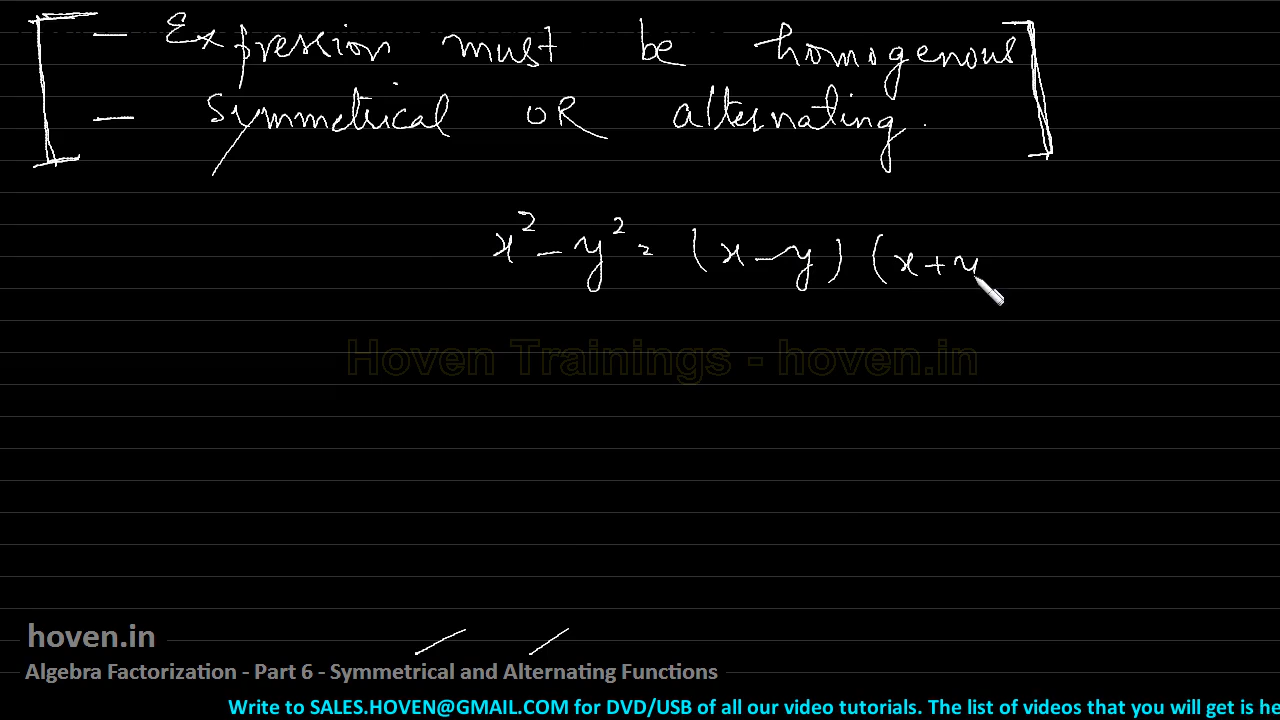 - Expression must be homogenous
- symmetrical OR alternating.
x² - y² = (x - y) (x + y
Hoven Trainings - hoven.in
hoven.in
Algebra Factorization - Part 6 - Symmetrical and Alternating Functions
Write to SALES.HOVEN@GMAIL.COM for DVD/USB of all our video tutorials. The list of videos that you will get is he